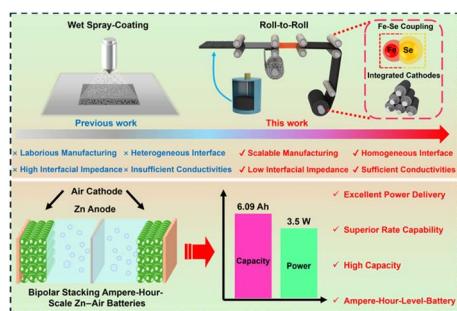 Wet Spray-Coating
Roll-to-Roll
Fe-Se Coupling
Fe
Se
Integrated Cathodes
Previous work
This work
× Laborious Manufacturing
× Heterogeneous Interface
✓ Scalable Manufacturing
✓ Homogeneous Interface
× High Interfacial Impedance
× Insufficient Conductivities
✓ Low Interfacial Impedance
✓ Sufficient Conductivities
Air Cathode
Zn Anode
Bipolar Stacking Ampere-Hour-
Scale Zn–Air Batteries
6.09 Ah
3.5 W
Capacity
Power
✓ Excellent Power Delivery
✓ Superior Rate Capability
✓ High Capacity
✓ Ampere-Hour-Level-Battery